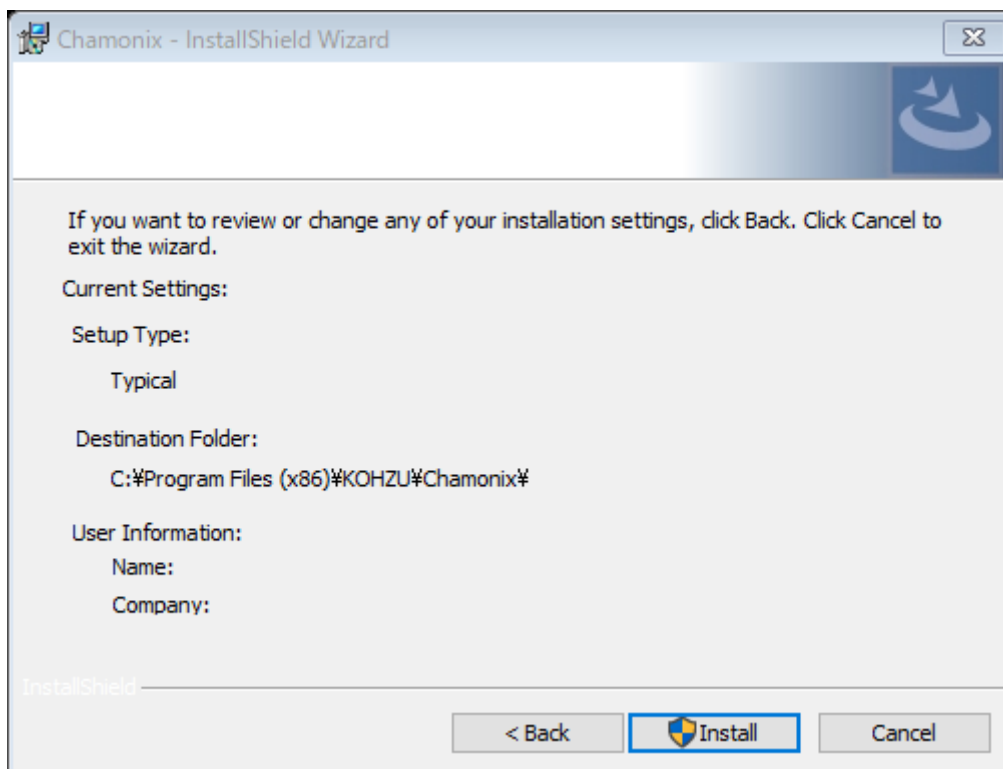 Chamonix - InstallShield Wizard
If you want to review or change any of your installation settings, click Back. Click Cancel to
exit the wizard.
Current Settings:
Setup Type:
Typical
Destination Folder:
C:¥Program Files (x86)¥KOHZU¥Chamonix¥
User Information:
Name:
Company:
InstallShield
< Back
Install
Cancel